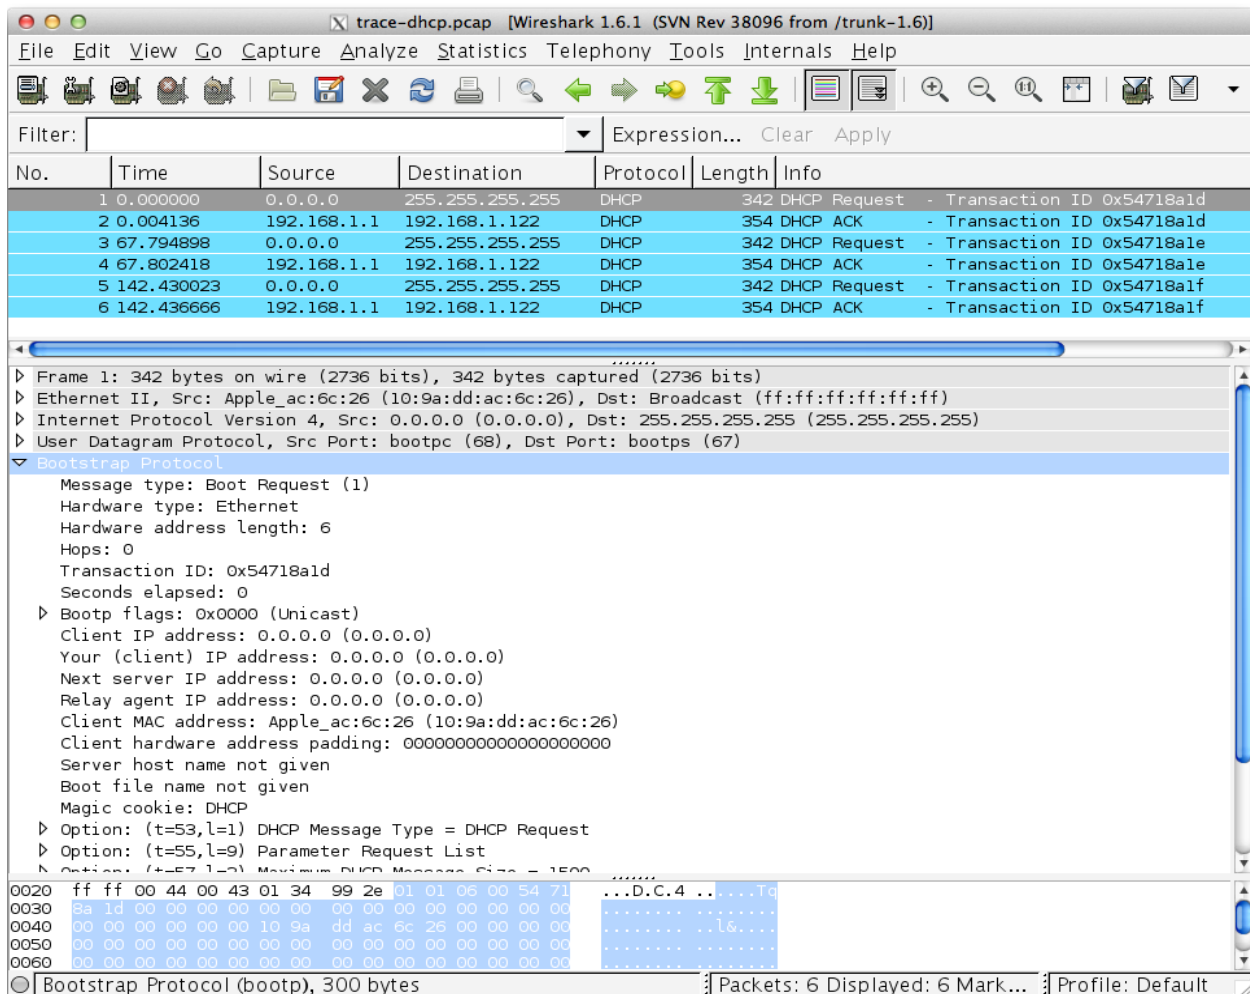 trace-dhcp.pcap [Wireshark 1.6.1 (SVN Rev 38096 from /trunk-1.6)]
File Edit View Go Capture Analyze Statistics Telephony Tools Internals Help
Filter: Expression... Clear Apply
No. Time Source Destination Protocol Length Info
1 0.000000 0.0.0.0 255.255.255.255 DHCP 342 DHCP Request - Transaction ID 0x54718a1d
2 0.004136 192.168.1.1 192.168.1.122 DHCP 354 DHCP ACK - Transaction ID 0x54718a1d
3 67.794898 0.0.0.0 255.255.255.255 DHCP 342 DHCP Request - Transaction ID 0x54718a1e
4 67.802418 192.168.1.1 192.168.1.122 DHCP 354 DHCP ACK - Transaction ID 0x54718a1e
5 142.430023 0.0.0.0 255.255.255.255 DHCP 342 DHCP Request - Transaction ID 0x54718a1f
6 142.436666 192.168.1.1 192.168.1.122 DHCP 354 DHCP ACK - Transaction ID 0x54718a1f
Frame 1: 342 bytes on wire (2736 bits), 342 bytes captured (2736 bits)
Ethernet II, Src: Apple_ac:6c:26 (10:9a:dd:ac:6c:26), Dst: Broadcast (ff:ff:ff:ff:ff:ff)
Internet Protocol Version 4, Src: 0.0.0.0 (0.0.0.0), Dst: 255.255.255.255 (255.255.255.255)
User Datagram Protocol, Src Port: bootpc (68), Dst Port: bootps (67)
Bootstrap Protocol
Message type: Boot Request (1)
Hardware type: Ethernet
Hardware address length: 6
Hops: 0
Transaction ID: 0x54718a1d
Seconds elapsed: 0
Bootp flags: 0x0000 (Unicast)
Client IP address: 0.0.0.0 (0.0.0.0)
Your (client) IP address: 0.0.0.0 (0.0.0.0)
Next server IP address: 0.0.0.0 (0.0.0.0)
Relay agent IP address: 0.0.0.0 (0.0.0.0)
Client MAC address: Apple_ac:6c:26 (10:9a:dd:ac:6c:26)
Client hardware address padding: 00000000000000000000
Server host name not given
Boot file name not given
Magic cookie: DHCP
Option: (t=53,l=1) DHCP Message Type = DHCP Request
Option: (t=55,l=9) Parameter Request List
Option: (t=57,l=2) Maximum DHCP Message Size = 1500
0020 ff ff 00 44 00 43 01 34 99 2e 01 01 06 00 54 71 ...D.C.4 ......Tq
0030 8a 1d 00 00 00 00 00 00 00 00 00 00 00 00 00 00 ........ ........
0040 00 00 00 00 00 00 10 9a dd ac 6c 26 00 00 00 00 ........ ..l&....
0050 00 00 00 00 00 00 00 00 00 00 00 00 00 00 00 00 ........ ........
0060 00 00 00 00 00 00 00 00 00 00 00 00 00 00 00 00 ........ ........
Bootstrap Protocol (bootp), 300 bytes Packets: 6 Displayed: 6 Mark... Profile: Default